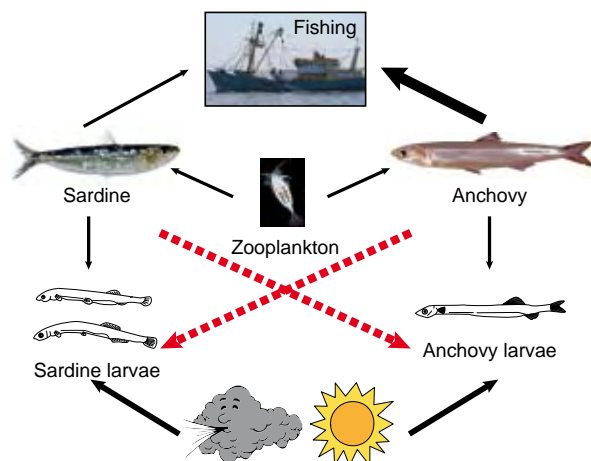 Fishing
Sardine
Anchovy
Zooplankton
Sardine larvae
Anchovy larvae